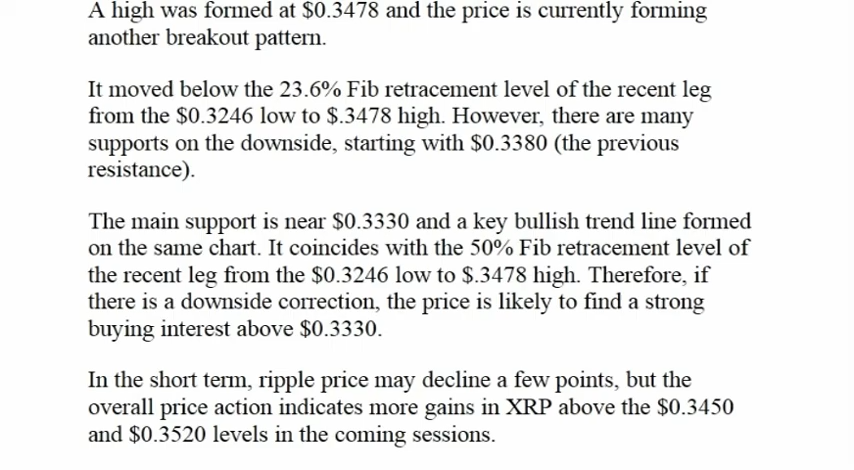 A high was formed at $0.3478 and the price is currently forming
another breakout pattern.
It moved below the 23.6% Fib retracement level of the recent leg
from the $0.3246 low to $.3478 high. However, there are many
supports on the downside, starting with $0.3380 (the previous
resistance).
The main support is near $0.3330 and a key bullish trend line formed
on the same chart. It coincides with the 50% Fib retracement level of
the recent leg from the $0.3246 low to $.3478 high. Therefore, if
there is a downside correction, the price is likely to find a strong
buying interest above $0.3330.
In the short term, ripple price may decline a few points, but the
overall price action indicates more gains in XRP above the $0.3450
and $0.3520 levels in the coming sessions.